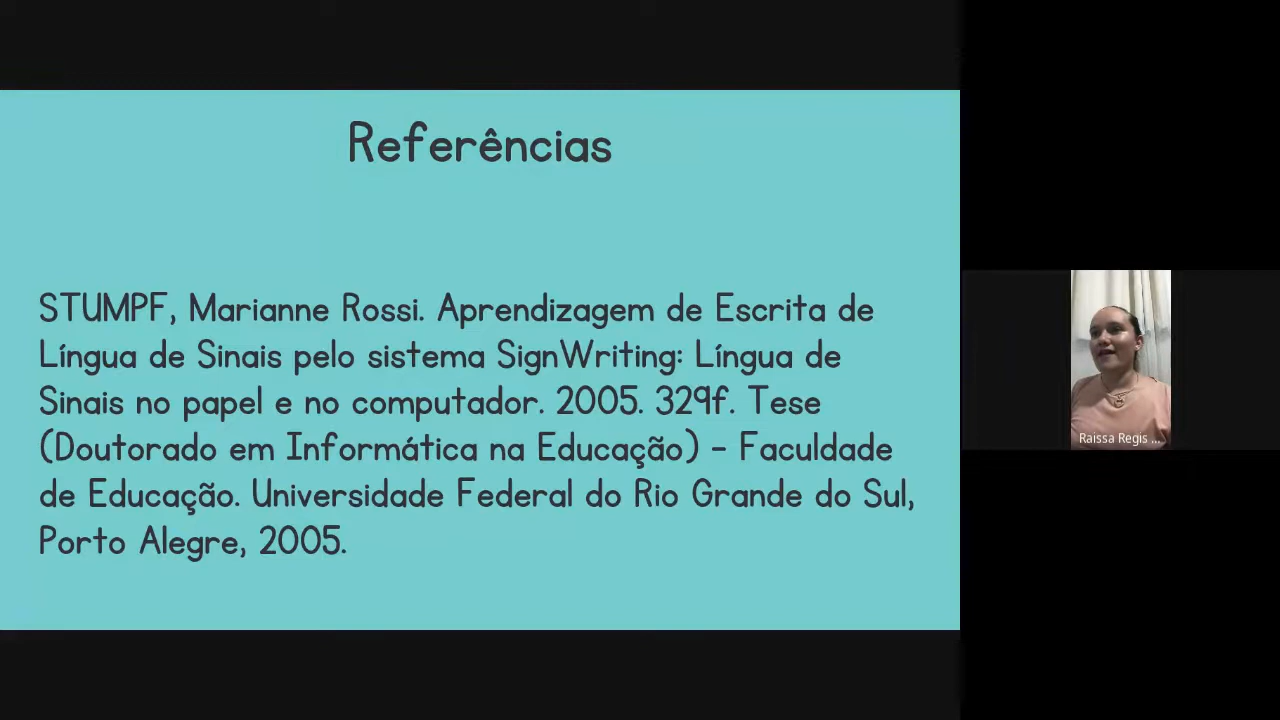 Referências
STUMPF, Marianne Rossi. Aprendizagem de Escrita de
Língua de Sinais pelo sistema SignWriting: Língua de
Sinais no papel e no computador. 2005. 329f. Tese
(Doutorado em Informática na Educação) - Faculdade
de Educação. Universidade Federal do Rio Grande do Sul,
Porto Alegre, 2005.
Raissa Regis ...